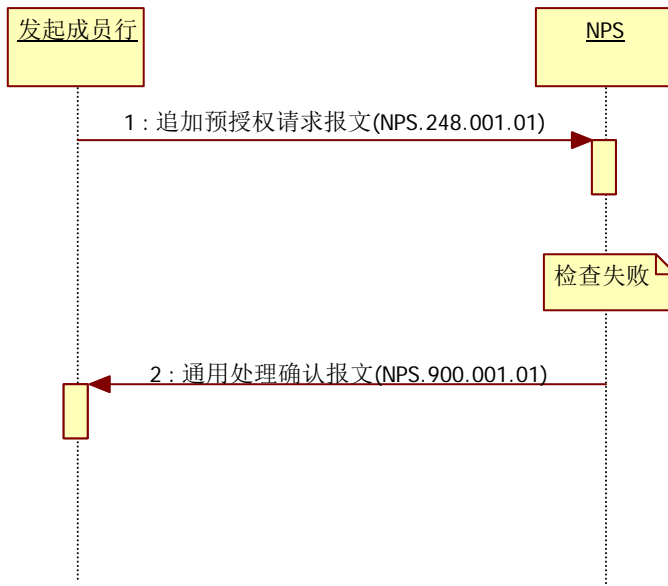 发起成员行
NPS
1 : 追加预授权请求报文(NPS.248.001.01)
检查失败
2 : 通用处理确认报文(NPS.900.001.01)